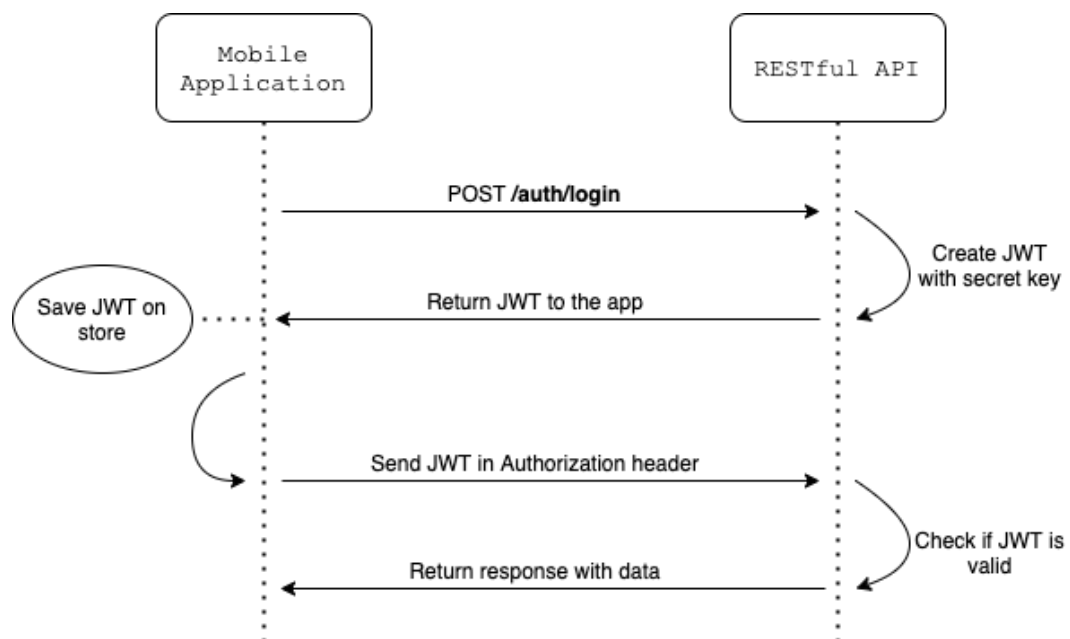 Mobile
Application
RESTful API
POST /auth/login
Create JWT
with secret key
Return JWT to the app
Save JWT on
store
Send JWT in Authorization header
Check if JWT is
valid
Return response with data